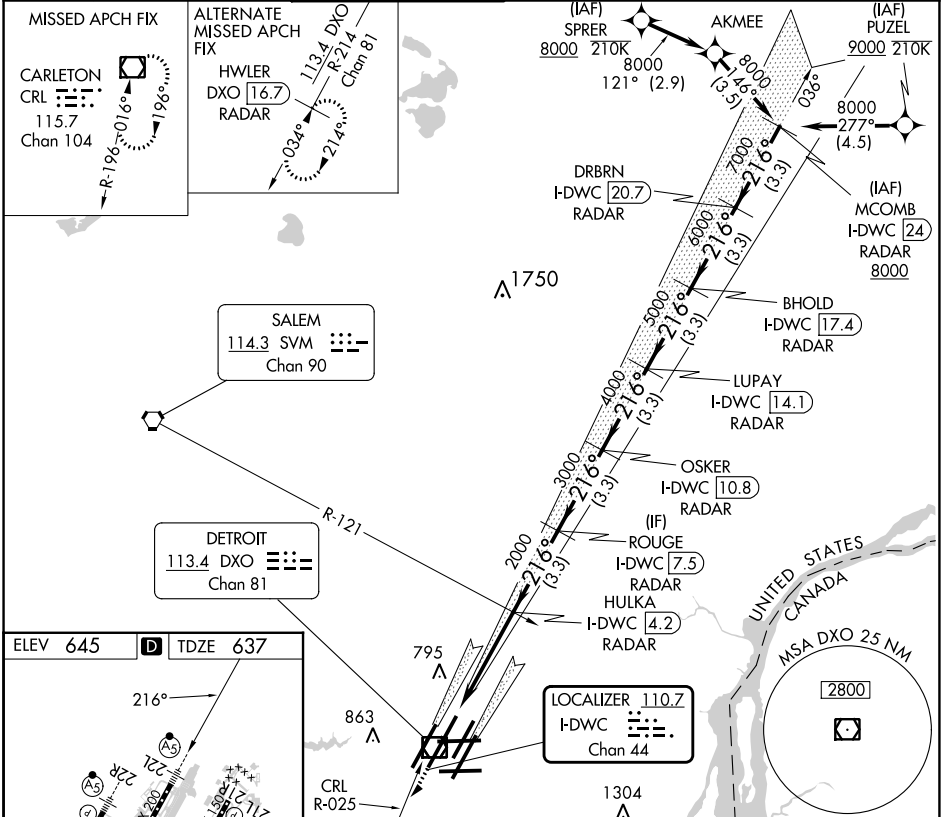 MISSED APCH FIX
CARLETON
CRL
115.7
Chan 104
016°
196°
R-196
ALTERNATE
MISSED APCH
FIX
HWLER
DXO 16.7
RADAR
113.4 DXO
R-214
Chan 81
034°
214°
(IAF)
SPRER
8000 210K
8000
121° (2.9)
AKMEE
8000
146°
(3.5)
036°
(IAF)
PUZEL
9000 210K
8000
277°
(4.5)
(IAF)
MCOMB
I-DWC 24
RADAR
8000
7000
216°
(3.3)
DRBRN
I-DWC 20.7
RADAR
6000
216°
(3.3)
BHOLD
I-DWC 17.4
RADAR
5000
216°
(3.3)
LUPAY
I-DWC 14.1
RADAR
4000
216°
(3.3)
OSKER
I-DWC 10.8
RADAR
3000
216°
(3.3)
(IF)
ROUGE
I-DWC 7.5
RADAR
2000
216°
(3.3)
HULKA
I-DWC 4.2
RADAR
1750
SALEM
114.3 SVM
Chan 90
R-121
DETROIT
113.4 DXO
Chan 81
UNITED STATES
CANADA
MSA DXO 25 NM
2800
795
863
LOCALIZER 110.7
I-DWC
Chan 44
1304
CRL
R-025
ELEV 645
D
TDZE 637
216°
A5
22L
A5
22R
X 200
X 150
21R
21L